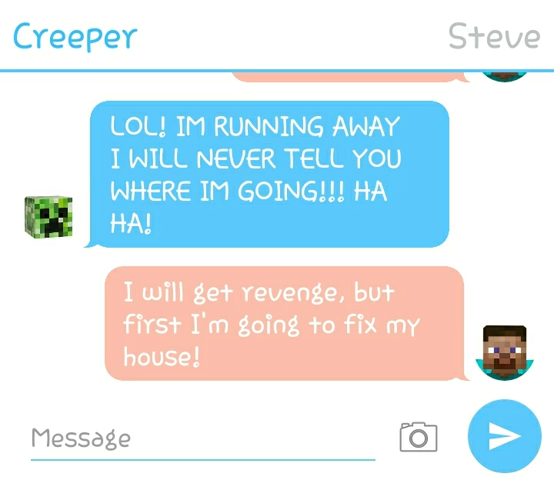 Creeper
Steve
LOL! IM RUNNING AWAY
I WILL NEVER TELL YOU
WHERE IM GOING!!! HA
HA!
I will get revenge, but
first I'm going to fix my
house!
Message